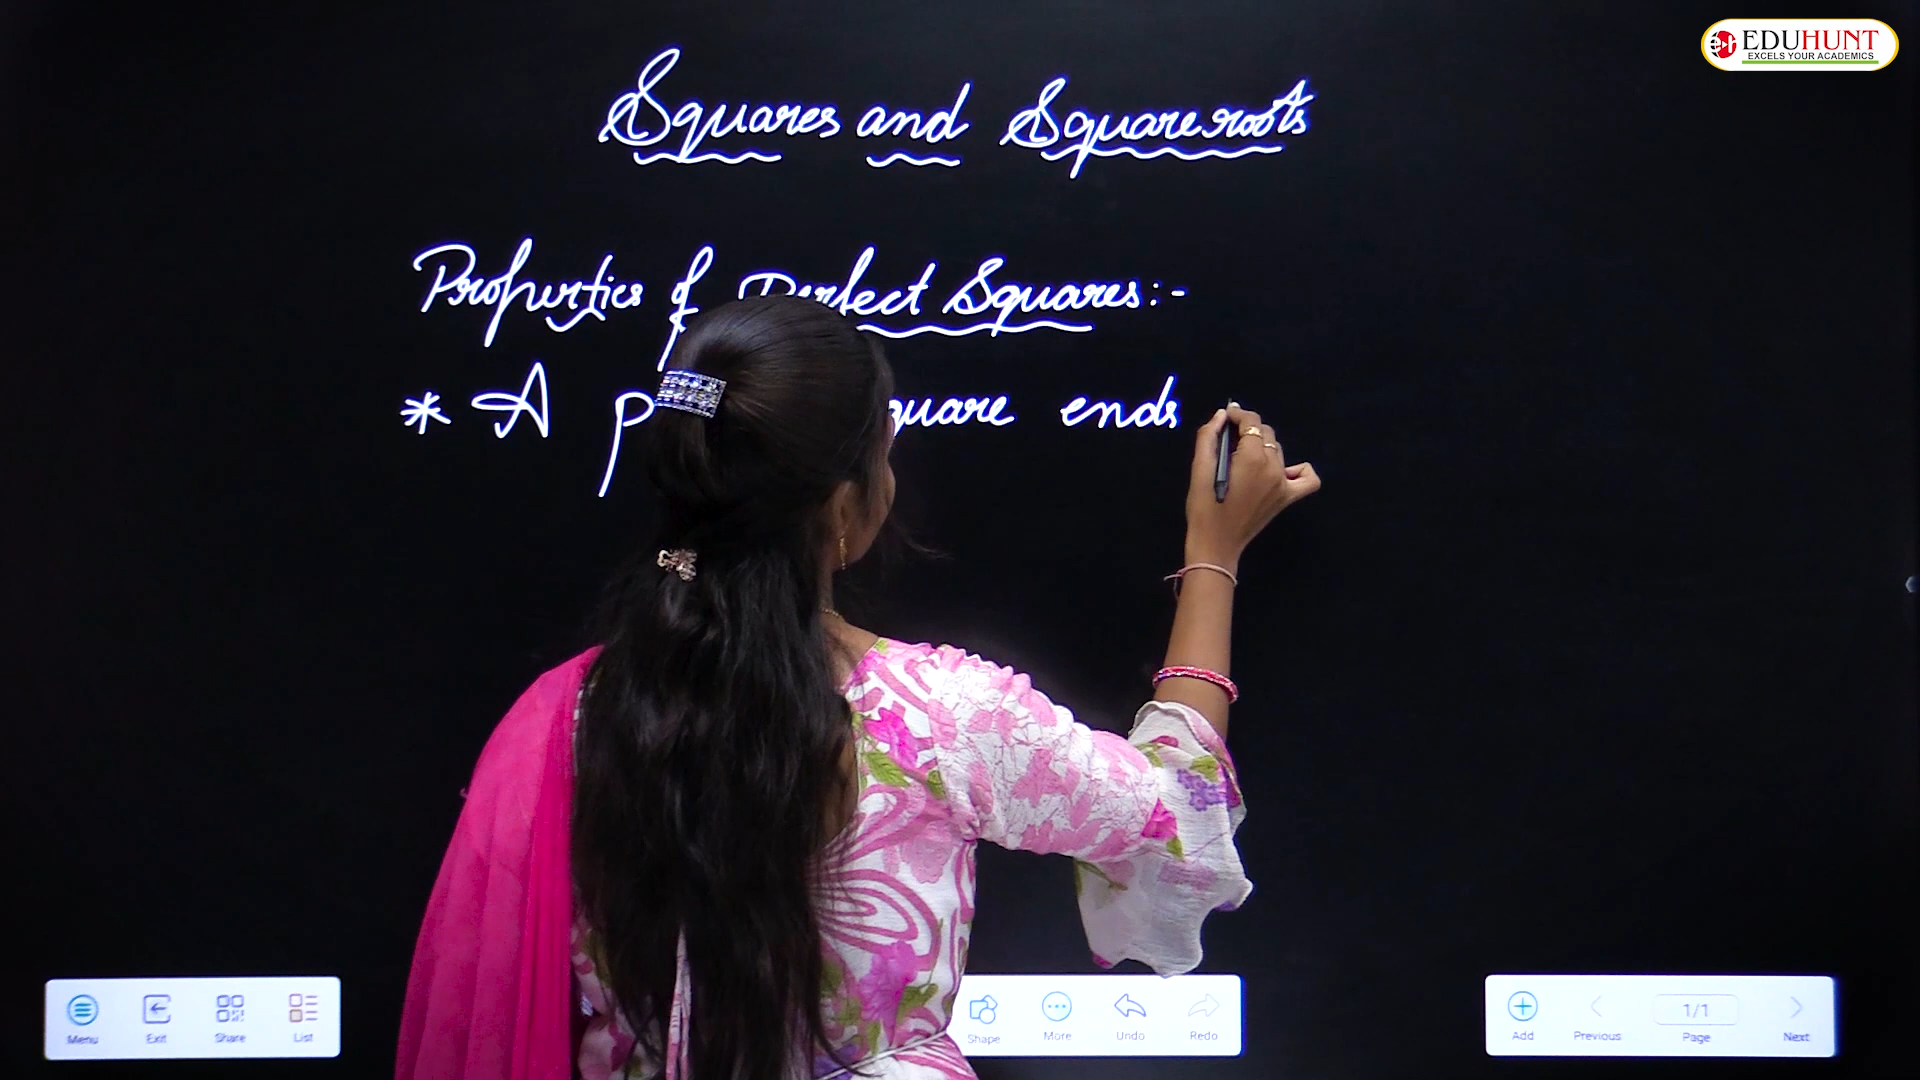 EDUHUNT
EXCELS YOUR ACADEMICS
Squares and Squareroots
Properties of Perfect Squares:-
* A p quare ends
Menu Exit Share List
Shape More Undo Redo
Add Previous 1/1 Page Next